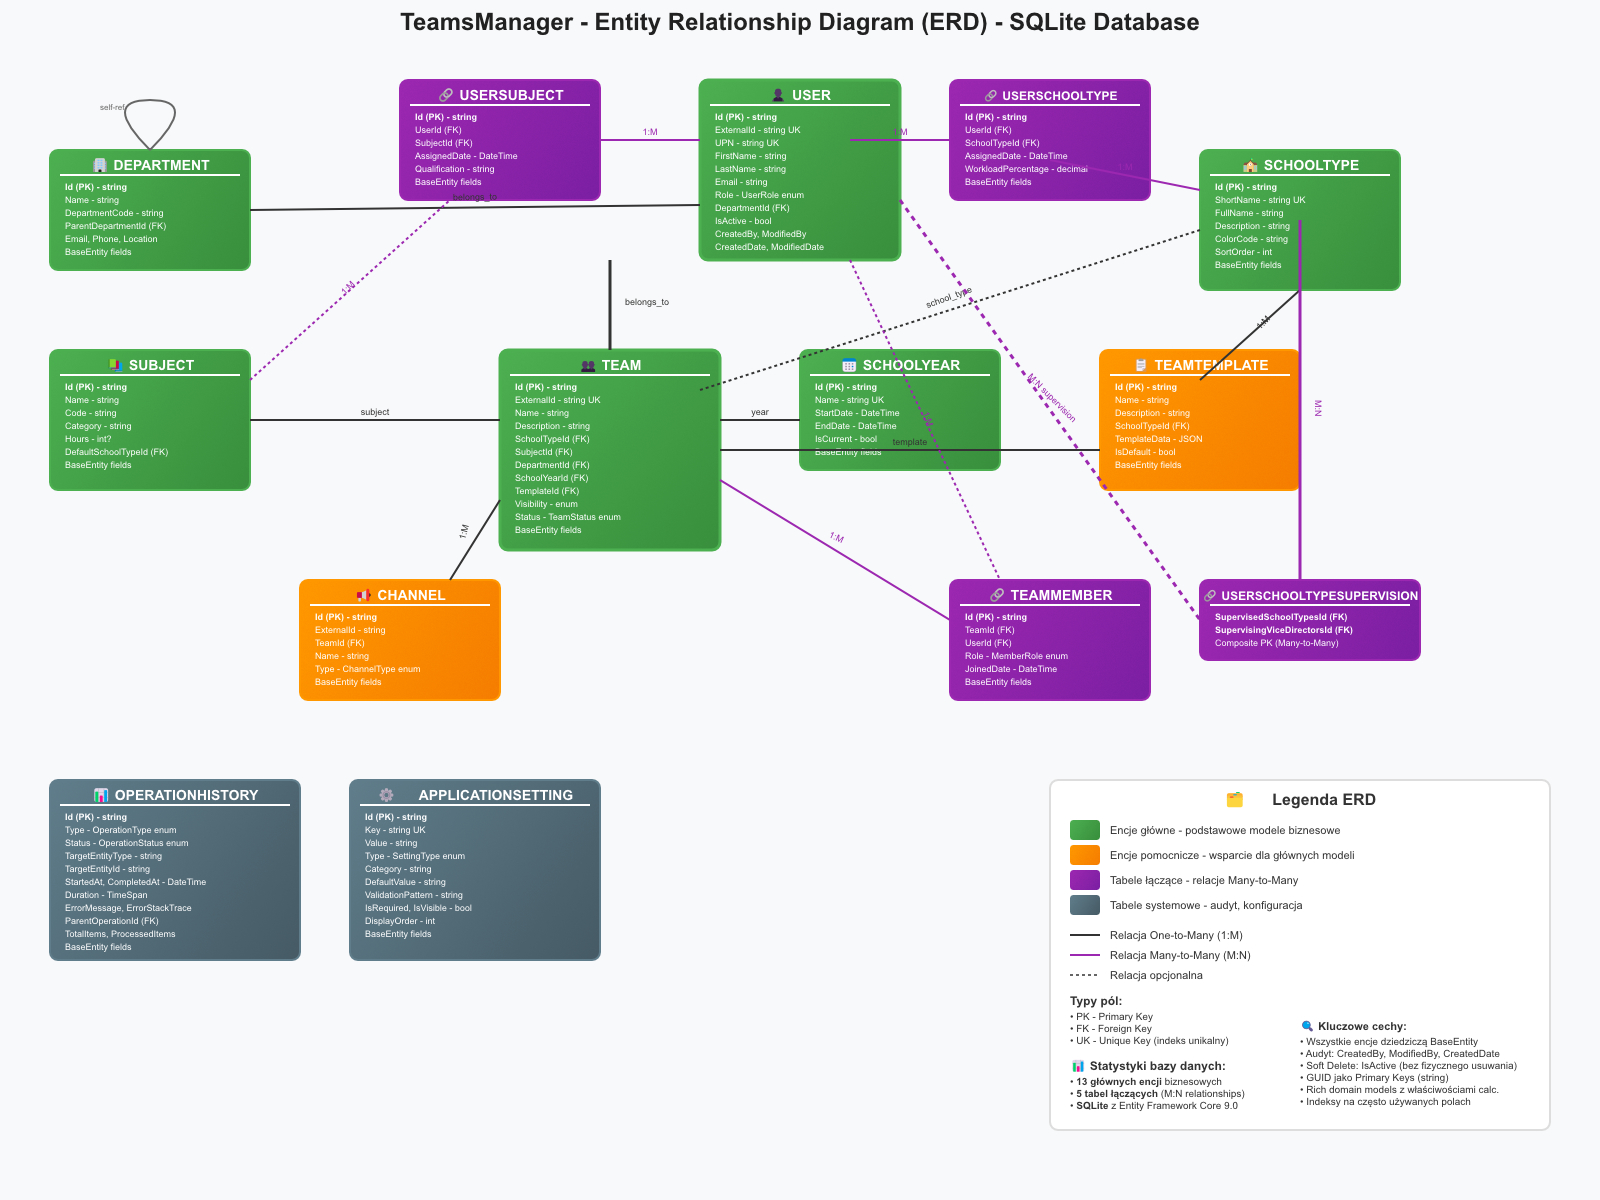 TeamsManager - Entity Relationship Diagram (ERD) - SQLite Database
self-ref
DEPARTMENT
Id (PK) - string
Name - string
DepartmentCode - string
ParentDepartmentId (FK)
Email, Phone, Location
BaseEntity fields
USERSUBJECT
Id (PK) - string
UserId (FK)
SubjectId (FK)
AssignedDate - DateTime
Qualification - string
BaseEntity fields
belongs_to
1:M
USER
Id (PK) - string
ExternalId - string UK
UPN - string UK
FirstName - string
LastName - string
Email - string
Role - UserRole enum
DepartmentId (FK)
IsActive - bool
CreatedBy, ModifiedBy
CreatedDate, ModifiedDate
1:M
USERSCHOOLTYPE
Id (PK) - string
UserId (FK)
SchoolTypeId (FK)
AssignedDate - DateTime
WorkloadPercentage - decimal
BaseEntity fields
1:M
SCHOOLTYPE
Id (PK) - string
ShortName - string UK
FullName - string
Description - string
ColorCode - string
SortOrder - int
BaseEntity fields
1:M
belongs_to
school_type
1:M
SUBJECT
Id (PK) - string
Name - string
Code - string
Category - string
Hours - int?
DefaultSchoolTypeId (FK)
BaseEntity fields
subject
TEAM
Id (PK) - string
ExternalId - string UK
Name - string
Description - string
SchoolTypeId (FK)
SubjectId (FK)
DepartmentId (FK)
SchoolYearId (FK)
TemplateId (FK)
Visibility - enum
Status - TeamStatus enum
BaseEntity fields
year
SCHOOLYEAR
Id (PK) - string
Name - string UK
StartDate - DateTime
EndDate - DateTime
IsCurrent - bool
BaseEntity fields
template
1:M
M:N supervision
TEAMTEMPLATE
Id (PK) - string
Name - string
Description - string
SchoolTypeId (FK)
TemplateData - JSON
IsDefault - bool
BaseEntity fields
M:N
1:M
1:M
CHANNEL
Id (PK) - string
ExternalId - string
TeamId (FK)
Name - string
Type - ChannelType enum
BaseEntity fields
TEAMMEMBER
Id (PK) - string
TeamId (FK)
UserId (FK)
Role - MemberRole enum
JoinedDate - DateTime
BaseEntity fields
USERSCHOOLTYPESUPERVISION
SupervisedSchoolTypesId (FK)
SupervisingViceDirectorsId (FK)
Composite PK (Many-to-Many)
OPERATIONHISTORY
Id (PK) - string
Type - OperationType enum
Status - OperationStatus enum
TargetEntityType - string
TargetEntityId - string
StartedAt, CompletedAt - DateTime
Duration - TimeSpan
ErrorMessage, ErrorStackTrace
ParentOperationId (FK)
TotalItems, ProcessedItems
BaseEntity fields
APPLICATIONSETTING
Id (PK) - string
Key - string UK
Value - string
Type - SettingType enum
Category - string
DefaultValue - string
ValidationPattern - string
IsRequired, IsVisible - bool
DisplayOrder - int
BaseEntity fields
Legenda ERD
Encje główne - podstawowe modele biznesowe
Encje pomocnicze - wsparcie dla głównych modeli
Tabele łączące - relacje Many-to-Many
Tabele systemowe - audyt, konfiguracja
Relacja One-to-Many (1:M)
Relacja Many-to-Many (M:N)
Relacja opcjonalna
Typy pól:
• PK - Primary Key
• FK - Foreign Key
• UK - Unique Key (indeks unikalny)
Statystyki bazy danych:
• 13 głównych encji biznesowych
• 5 tabel łączących (M:N relationships)
• SQLite z Entity Framework Core 9.0
Kluczowe cechy:
• Wszystkie encje dziedziczą BaseEntity
• Audyt: CreatedBy, ModifiedBy, CreatedDate
• Soft Delete: IsActive (bez fizycznego usuwania)
• GUID jako Primary Keys (string)
• Rich domain models z właściwościami calc.
• Indeksy na często używanych polach